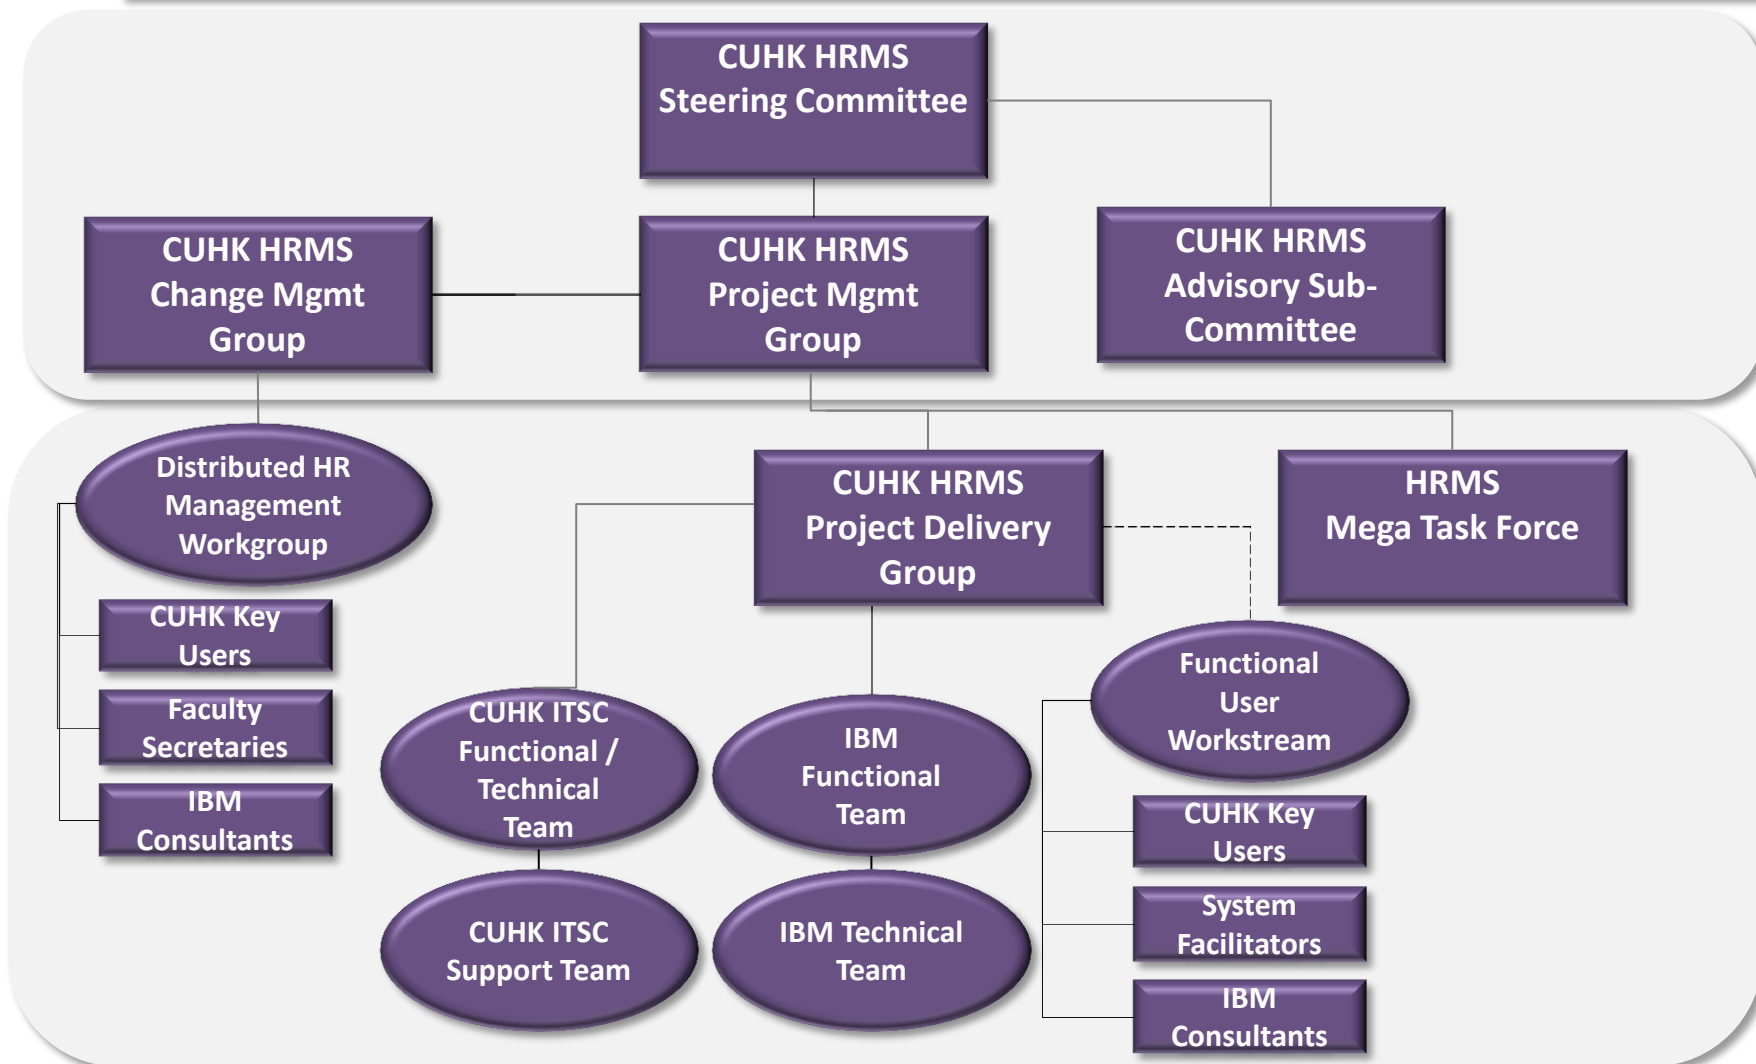 CUHK HRMS
Steering Committee
CUHK HRMS
Change Mgmt
Group
CUHK HRMS
Project Mgmt
Group
CUHK HRMS
Advisory Sub-
Committee
Distributed HR
Management
Workgroup
CUHK Key
Users
Faculty
Secretaries
IBM
Consultants
CUHK HRMS
Project Delivery
Group
HRMS
Mega Task Force
CUHK ITSC
Functional /
Technical
Team
IBM
Functional
Team
Functional
User
Workstream
CUHK ITSC
Support Team
IBM Technical
Team
CUHK Key
Users
System
Facilitators
IBM
Consultants